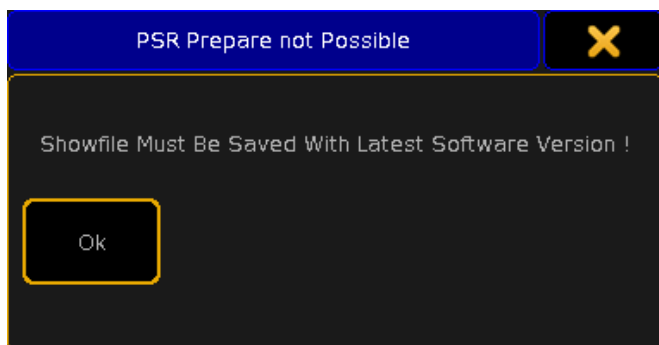 PSR Prepare not Possible
Showfile Must Be Saved With Latest Software Version !
Ok